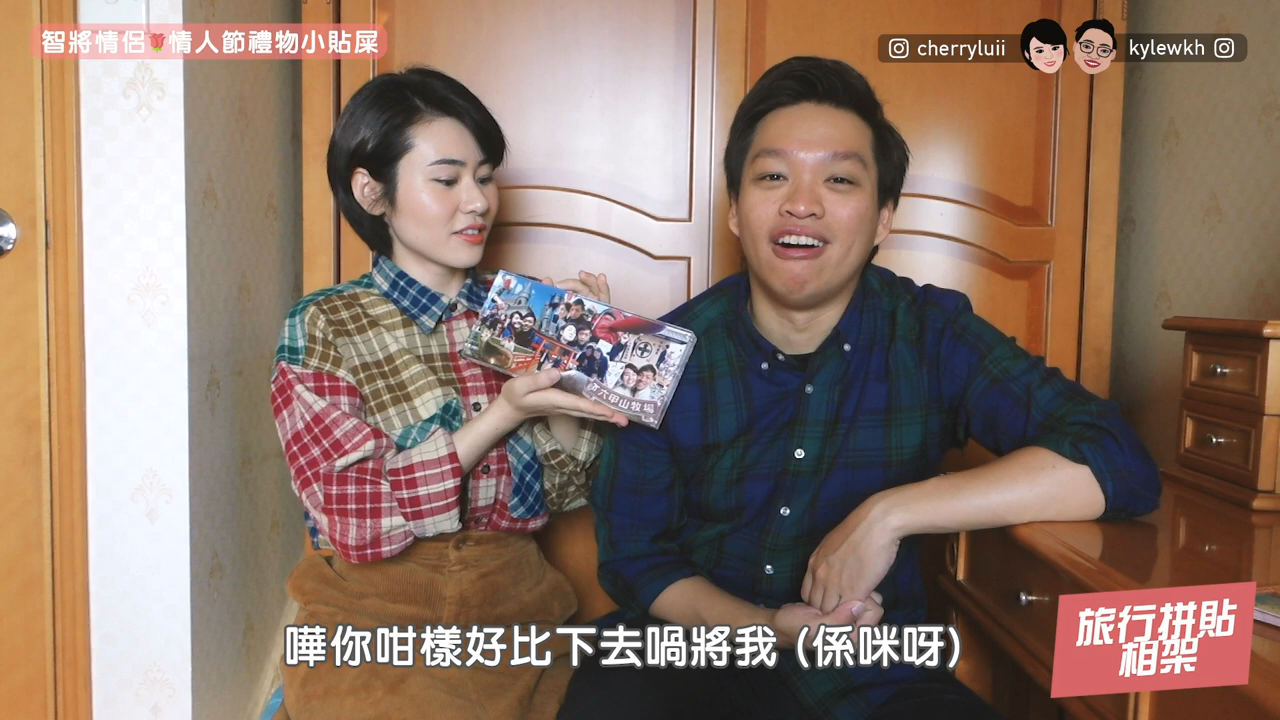 智將情侶🌹情人節禮物小貼屎
cherryluii
kylewkh
六甲山牧場
嘩你咁樣好比下去喎將我 (係咪呀)
旅行拼貼
相架